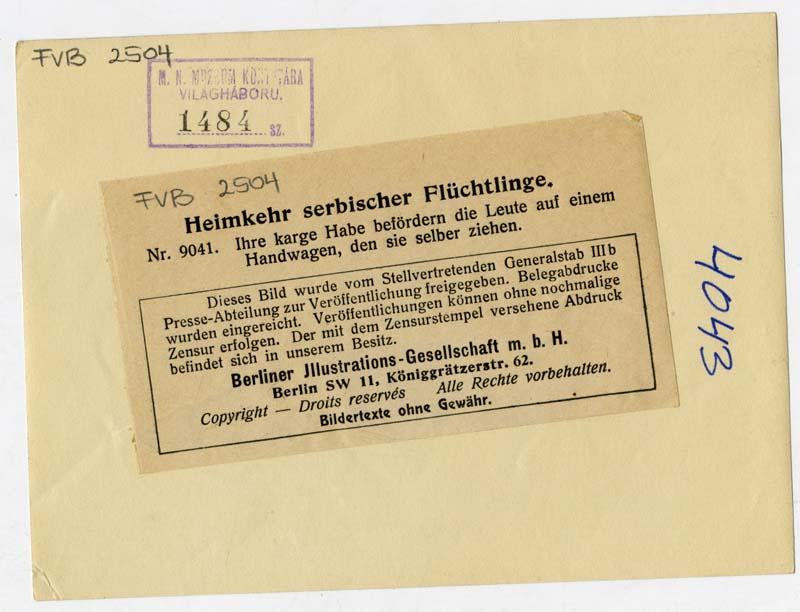 FVB 2504
M. N. MUZEUM KÖNYVTÁRA
VILÁGHÁBORU.
1484 SZ.
FVB 2504
Heimkehr serbischer Flüchtlinge.
Nr. 9041. Ihre karge Habe befördern die Leute auf einem
Handwagen, den sie selber ziehen.
Dieses Bild wurde vom Stellvertretenden Generalstab III b
Presse-Abteilung zur Veröffentlichung freigegeben. Belegabdrucke
wurden eingereicht. Veröffentlichungen können ohne nochmalige
Zensur erfolgen. Der mit dem Zensurstempel versehene Abdruck
befindet sich in unserem Besitz.
Berliner Jllustrations-Gesellschaft m. b. H.
Berlin SW 11, Königgrätzerstr. 62.
Copyright — Droits reservés Alle Rechte vorbehalten.
Bildertexte ohne Gewähr.
4043